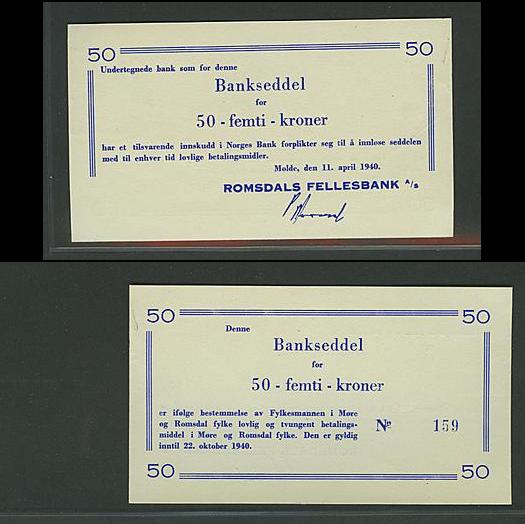 50 50
Undertegnede bank som for denne
Bankseddel
for
50 - femti - kroner
har et tilsvarende innskudd i Norges Bank forplikter seg til å innløse seddelen
med til enhver tid lovlige betalingsmidler.
Molde, den 11. april 1940.
ROMSDALS FELLESBANK A/s
50 50
Denne
Bankseddel
for
50 - femti - kroner
er ifølge bestemmelse av Fylkesmannen i Møre
og Romsdal fylke lovlig og tvungent betalings-
middel i Møre og Romsdal fylke. Den er gyldig
inntil 22. oktober 1940.
No 159
50 50